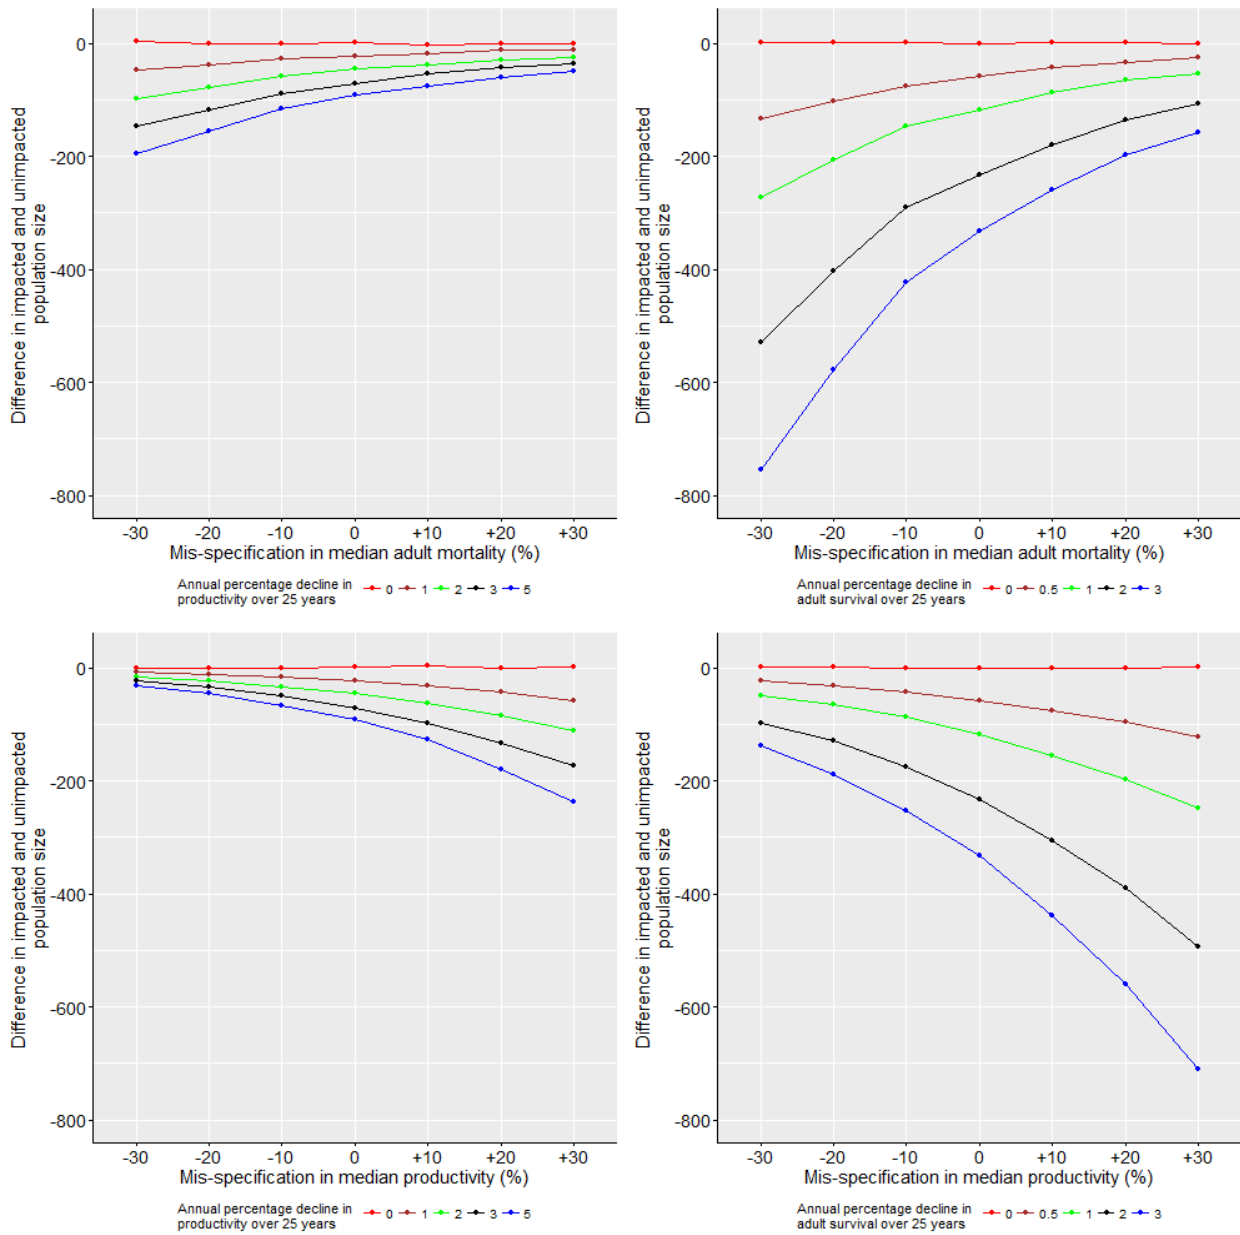 Difference in impacted and unimpacted
population size
0
-200
-400
-600
-800
-30 -20 -10 0 +10 +20 +30
Mis-specification in median adult mortality (%)
Annual percentage decline in
productivity over 25 years
0 1 2 3 5
Difference in impacted and unimpacted
population size
0
-200
-400
-600
-800
-30 -20 -10 0 +10 +20 +30
Mis-specification in median adult mortality (%)
Annual percentage decline in
adult survival over 25 years
0 0.5 1 2 3
Difference in impacted and unimpacted
population size
0
-200
-400
-600
-800
-30 -20 -10 0 +10 +20 +30
Mis-specification in median productivity (%)
Annual percentage decline in
productivity over 25 years
0 1 2 3 5
Difference in impacted and unimpacted
population size
0
-200
-400
-600
-800
-30 -20 -10 0 +10 +20 +30
Mis-specification in median productivity (%)
Annual percentage decline in
adult survival over 25 years
0 0.5 1 2 3